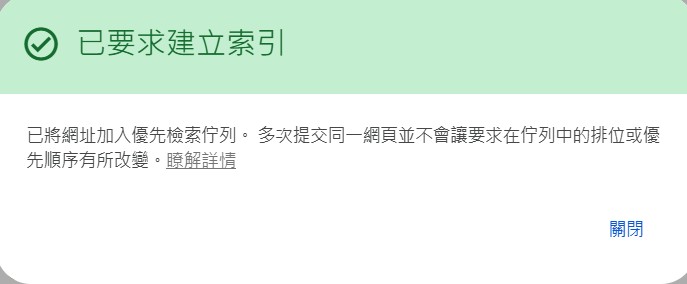 已要求建立索引
已將網址加入優先檢索佇列。 多次提交同一網頁並不會讓要求在佇列中的排位或優
先順序有所改變。瞭解詳情
關閉